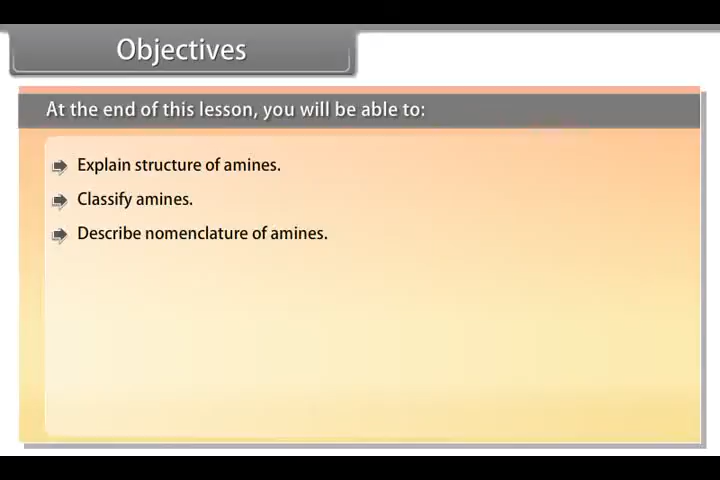 Objectives
At the end of this lesson, you will be able to:
Explain structure of amines.
Classify amines.
Describe nomenclature of amines.